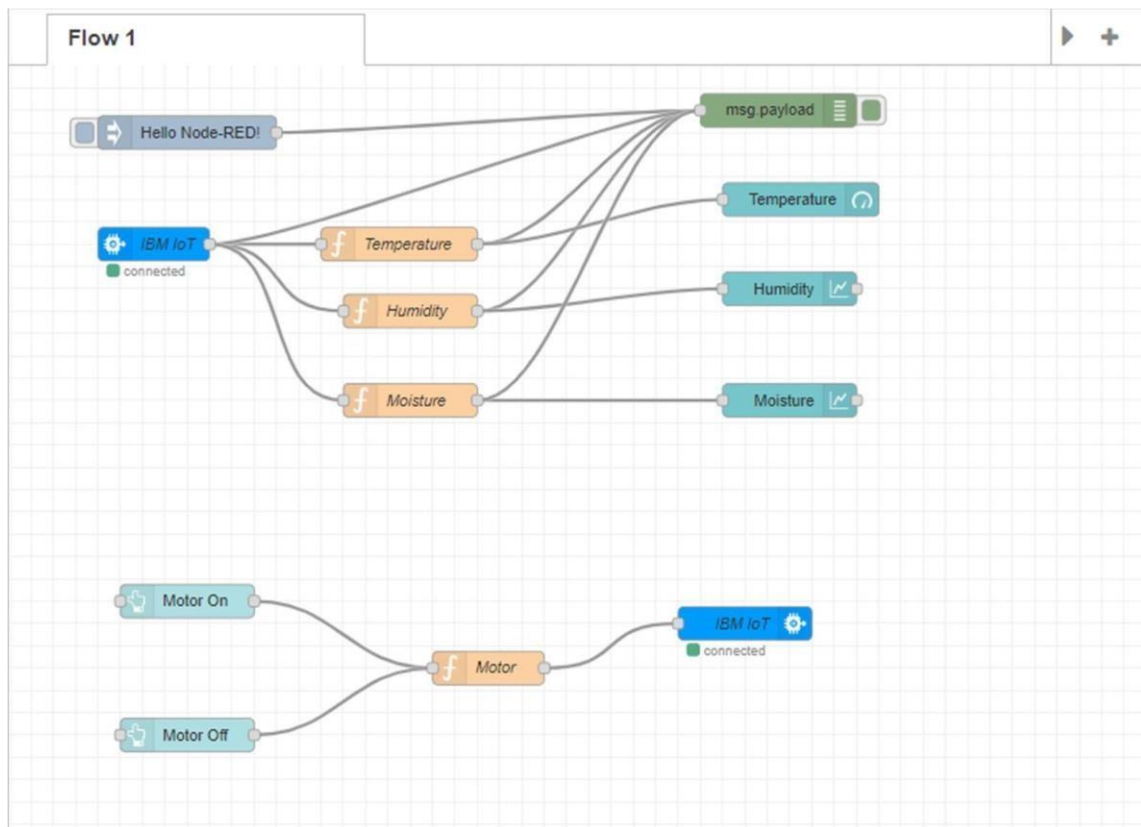 Flow 1
msg.payload
Hello Node-RED!
Temperature
IBM IoT
Temperature
connected
Humidity
Humidity
Moisture
Moisture
Motor On
IBM IoT
connected
Motor
Motor Off